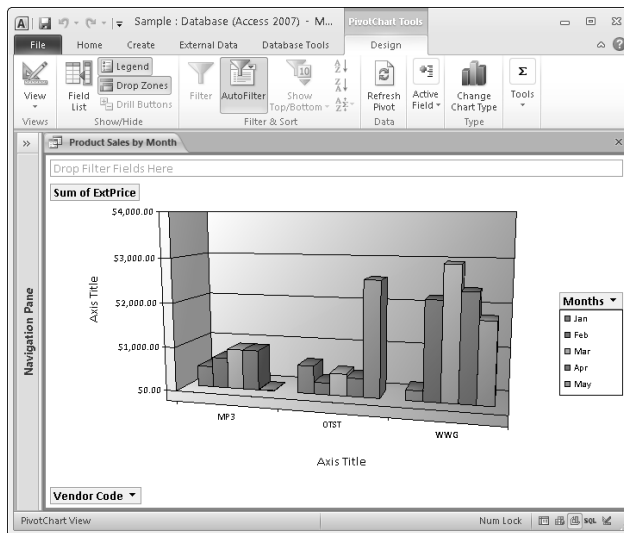 Sample : Database (Access 2007) - M...
PivotChart Tools
File
Home
Create
External Data
Database Tools
Design
View
Views
Field List
Legend
Drop Zones
Drill Buttons
Show/Hide
Filter
AutoFilter
Show Top/Bottom
Filter & Sort
Refresh Pivot
Data
Active Field
Change Chart Type
Type
Σ
Tools
Product Sales by Month
Navigation Pane
Drop Filter Fields Here
Sum of ExtPrice
$4,000.00
$3,000.00
$2,000.00
$1,000.00
$0.00
Axis Title
MP3
OTST
WWG
Axis Title
Months
Jan
Feb
Mar
Apr
May
Vendor Code
PivotChart View
Num Lock
SQL